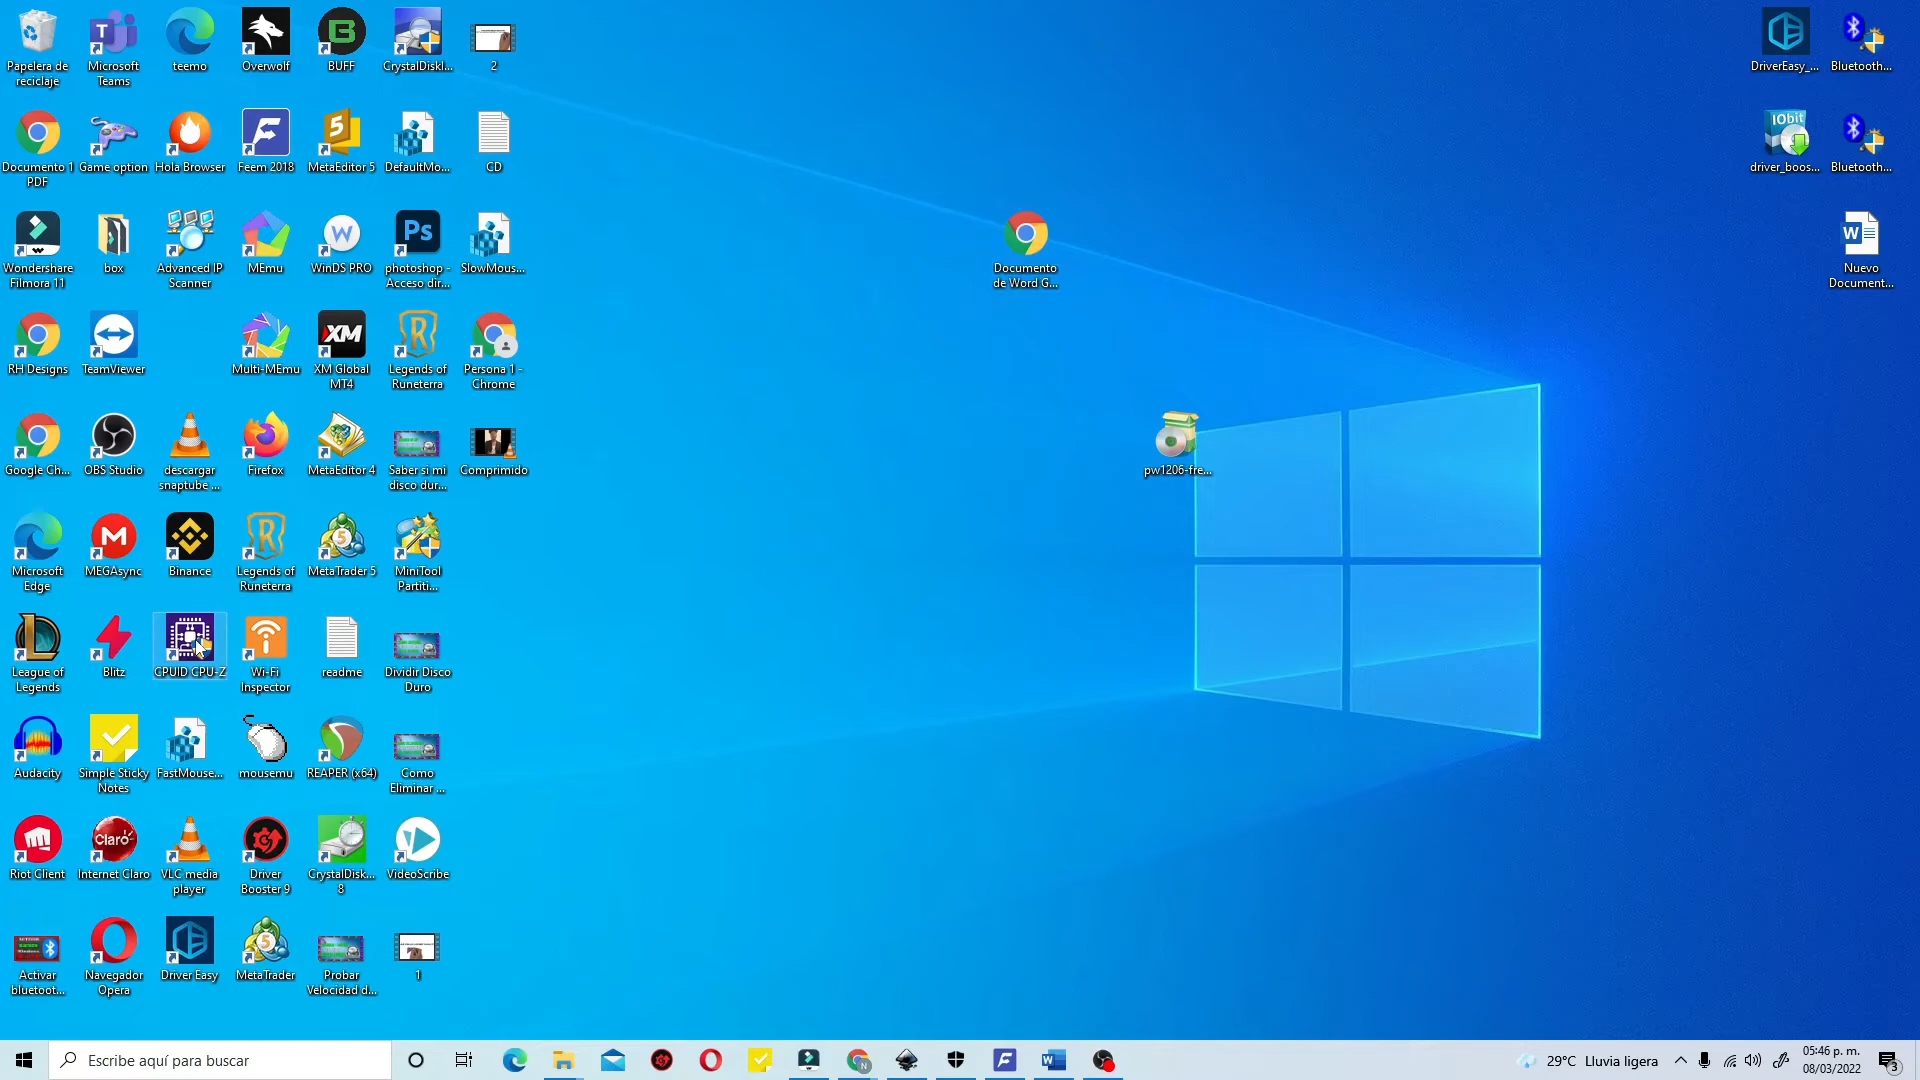 Papelera de
reciclaje
Microsoft
Teams
teemo
Overwolf
BUFF
CrystalDiskI...
2
DriverEasy_...
Bluetooth...
Documento 1
PDF
Game option
Hola Browser
Feem 2018
MetaEditor 5
DefaultMo...
CD
IObit
driver_boos...
Bluetooth...
Wondershare
Filmora 11
box
Advanced IP
Scanner
MEmu
WinDS PRO
Ps
photoshop -
Acceso dir...
SlowMous...
Documento
de Word G...
Nuevo
Document...
RH Designs
TeamViewer
Multi-MEmu
XM
XM Global
MT4
Legends of
Runeterra
Persona 1 -
Chrome
Google Ch...
OBS Studio
descargar
snaptube ...
Firefox
MetaEditor 4
Saber si mi
disco dur...
Comprimido
pw1206-fre...
Microsoft
Edge
MEGAsync
Binance
Legends of
Runeterra
MetaTrader 5
MiniTool
Partiti...
League of
Legends
Blitz
CPUID CPU-Z
Wi-Fi
Inspector
readme
Dividir Disco
Duro
Audacity
Simple Sticky
Notes
FastMouse...
mousemu
REAPER (x64)
Como
Eliminar ...
Riot Client
Claro
Internet Claro
VLC media
player
Driver
Booster 9
CrystalDisk...
8
VideoScribe
Activar
bluetoot...
Navegador
Opera
Driver Easy
MetaTrader
Probar
Velocidad d...
1
Escribe aquí para buscar
29°C Lluvia ligera
05:46 p. m.
08/03/2022
3